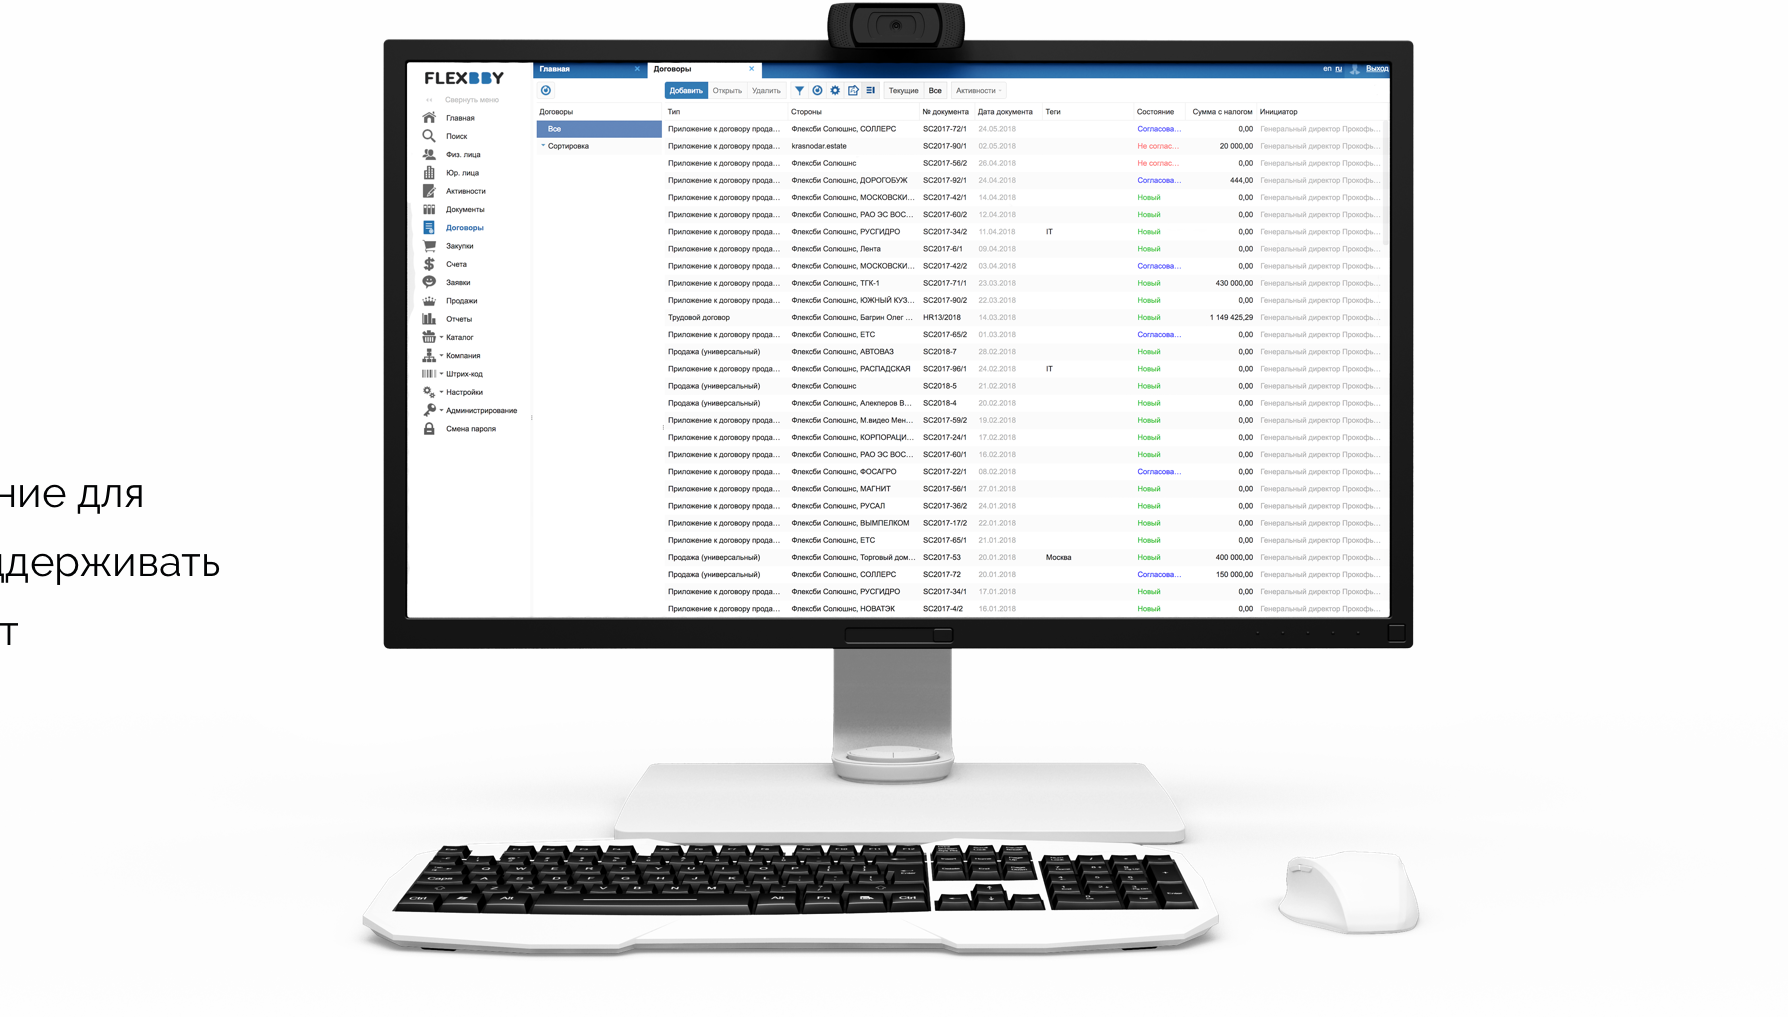 FLEXBBY
Свернуть меню
Главная
Поиск
Физ. лица
Юр. лица
Активности
Документы
Договоры
Закупки
Счета
Заявки
Продажи
Отчеты
Каталог
Компания
Штрих-код
Настройки
Администрирование
Смена пароля
Главная Договоры en ru Выход
Добавить Открыть Удалить Текущие Все Активности
Договоры
Все
Сортировка
Тип Стороны № документа Дата документа Теги Состояние Сумма с налогом Инициатор
Приложение к договору прода... Флексби Солюшнс, СОЛЛЕРС SC2017-72/1 24.05.2018 Согласова... 0,00 Генеральный директор Прокофь...
Приложение к договору прода... krasnodar.estate SC2017-90/1 02.05.2018 Не соглас... 20 000,00 Генеральный директор Прокофь...
Приложение к договору прода... Флексби Солюшнс SC2017-56/2 26.04.2018 Не соглас... 0,00 Генеральный директор Прокофь...
Приложение к договору прода... Флексби Солюшнс, ДОРОГОБУЖ SC2017-92/1 24.04.2018 Согласова... 444,00 Генеральный директор Прокофь...
Приложение к договору прода... Флексби Солюшнс, МОСКОВСКИ... SC2017-42/1 14.04.2018 Новый 0,00 Генеральный директор Прокофь...
Приложение к договору прода... Флексби Солюшнс, РАО ЭС ВОС... SC2017-60/2 12.04.2018 Новый 0,00 Генеральный директор Прокофь...
Приложение к договору прода... Флексби Солюшнс, РУСГИДРО SC2017-34/2 11.04.2018 IT Новый 0,00 Генеральный директор Прокофь...
Приложение к договору прода... Флексби Солюшнс, Лента SC2017-6/1 09.04.2018 Новый 0,00 Генеральный директор Прокофь...
Приложение к договору прода... Флексби Солюшнс, МОСКОВСКИ... SC2017-42/2 03.04.2018 Согласова... 0,00 Генеральный директор Прокофь...
Приложение к договору прода... Флексби Солюшнс, ТГК-1 SC2017-71/1 23.03.2018 Новый 430 000,00 Генеральный директор Прокофь...
Приложение к договору прода... Флексби Солюшнс, ЮЖНЫЙ КУЗ... SC2017-90/2 22.03.2018 Новый 0,00 Генеральный директор Прокофь...
Трудовой договор Флексби Солюшнс, Багрин Олег ... HR13/2018 14.03.2018 Новый 1 149 425,29 Генеральный директор Прокофь...
Приложение к договору прода... Флексби Солюшнс, ЕТС SC2017-65/2 01.03.2018 Согласова... 0,00 Генеральный директор Прокофь...
Продажа (универсальный) Флексби Солюшнс, АВТОВАЗ SC2018-7 28.02.2018 Новый 0,00 Генеральный директор Прокофь...
Приложение к договору прода... Флексби Солюшнс, РАСПАДСКАЯ SC2017-96/1 24.02.2018 IT Новый 0,00 Генеральный директор Прокофь...
Продажа (универсальный) Флексби Солюшнс SC2018-5 21.02.2018 Новый 0,00 Генеральный директор Прокофь...
Продажа (универсальный) Флексби Солюшнс, Алекперов В... SC2018-4 20.02.2018 Новый 0,00 Генеральный директор Прокофь...
Приложение к договору прода... Флексби Солюшнс, М.видео Мен... SC2017-59/2 19.02.2018 Новый 0,00 Генеральный директор Прокофь...
Приложение к договору прода... Флексби Солюшнс, КОРПОРАЦИ... SC2017-24/1 17.02.2018 Новый 0,00 Генеральный директор Прокофь...
Приложение к договору прода... Флексби Солюшнс, РАО ЭС ВОС... SC2017-60/1 16.02.2018 Новый 0,00 Генеральный директор Прокофь...
Приложение к договору прода... Флексби Солюшнс, ФОСАГРО SC2017-22/1 08.02.2018 Согласова... 0,00 Генеральный директор Прокофь...
Приложение к договору прода... Флексби Солюшнс, МАГНИТ SC2017-56/1 27.01.2018 Новый 0,00 Генеральный директор Прокофь...
Приложение к договору прода... Флексби Солюшнс, РУСАЛ SC2017-36/2 24.01.2018 Новый 0,00 Генеральный директор Прокофь...
Приложение к договору прода... Флексби Солюшнс, ВЫМПЕЛКОМ SC2017-17/2 22.01.2018 Новый 0,00 Генеральный директор Прокофь...
Приложение к договору прода... Флексби Солюшнс, ЕТС SC2017-65/1 21.01.2018 Новый 0,00 Генеральный директор Прокофь...
Продажа (универсальный) Флексби Солюшнс, Торговый дом... SC2017-53 20.01.2018 Москва Новый 400 000,00 Генеральный директор Прокофь...
Продажа (универсальный) Флексби Солюшнс, СОЛЛЕРС SC2017-72 20.01.2018 Согласова... 150 000,00 Генеральный директор Прокофь...
Приложение к договору прода... Флексби Солюшнс, РУСГИДРО SC2017-34/1 17.01.2018 Новый 0,00 Генеральный директор Прокофь...
Приложение к договору прода... Флексби Солюшнс, НОВАТЭК SC2017-4/2 16.01.2018 Новый 0,00 Генеральный директор Прокофь...
ние для
ддерживать
т